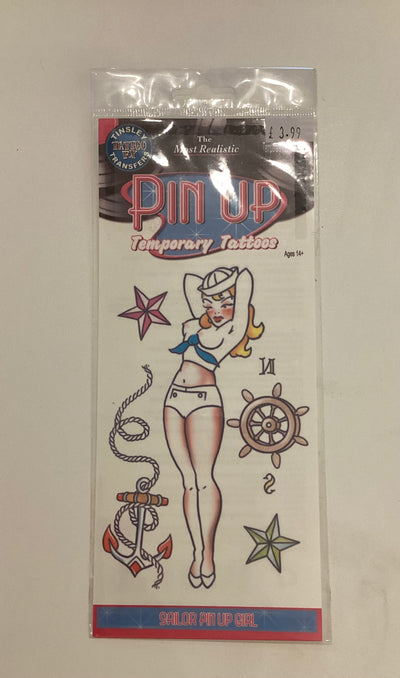 TINSLEY
TATTOO
FX
TRANSFERS
£ 3.99
The
Most Realistic
PIN UP
Temporary Tattoos
Ages 14+
N
S
SAILOR PIN UP GIRL